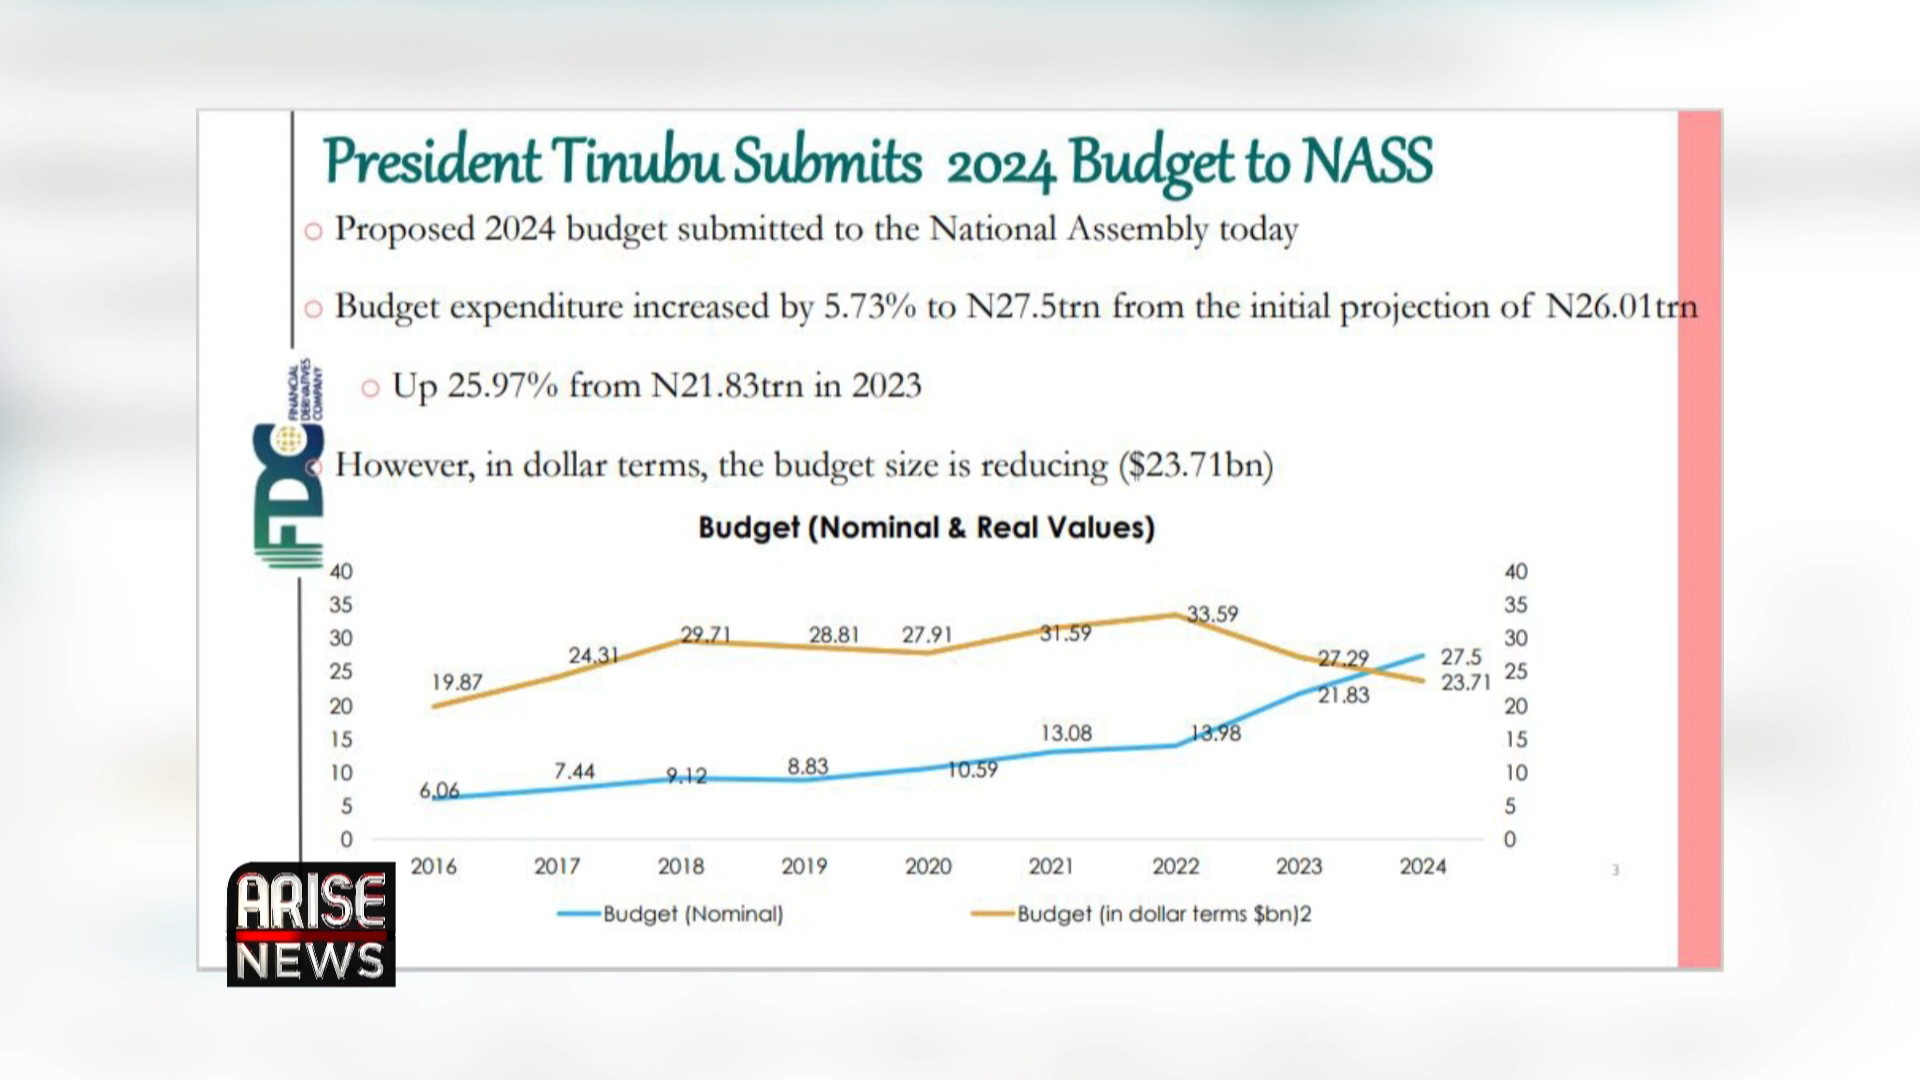 President Tinubu Submits 2024 Budget to NASS
Proposed 2024 budget submitted to the National Assembly today
Budget expenditure increased by 5.73% to N27.5trn from the initial projection of N26.01trn
Up 25.97% from N21.83trn in 2023
However, in dollar terms, the budget size is reducing ($23.71bn)
FDC
FINANCIAL
DERIVATIVES
COMPANY
Budget (Nominal & Real Values)
40 40
35 35
30 30
25 25
20 20
15 15
10 10
5 5
0 0
19.87 24.31 29.71 28.81 27.91 31.59 33.59 27.29 23.71
6.06 7.44 9.12 8.83 10.59 13.08 13.98 21.83 27.5
2016 2017 2018 2019 2020 2021 2022 2023 2024
3
Budget (Nominal) Budget (in dollar terms $bn)2
ARISE
NEWS